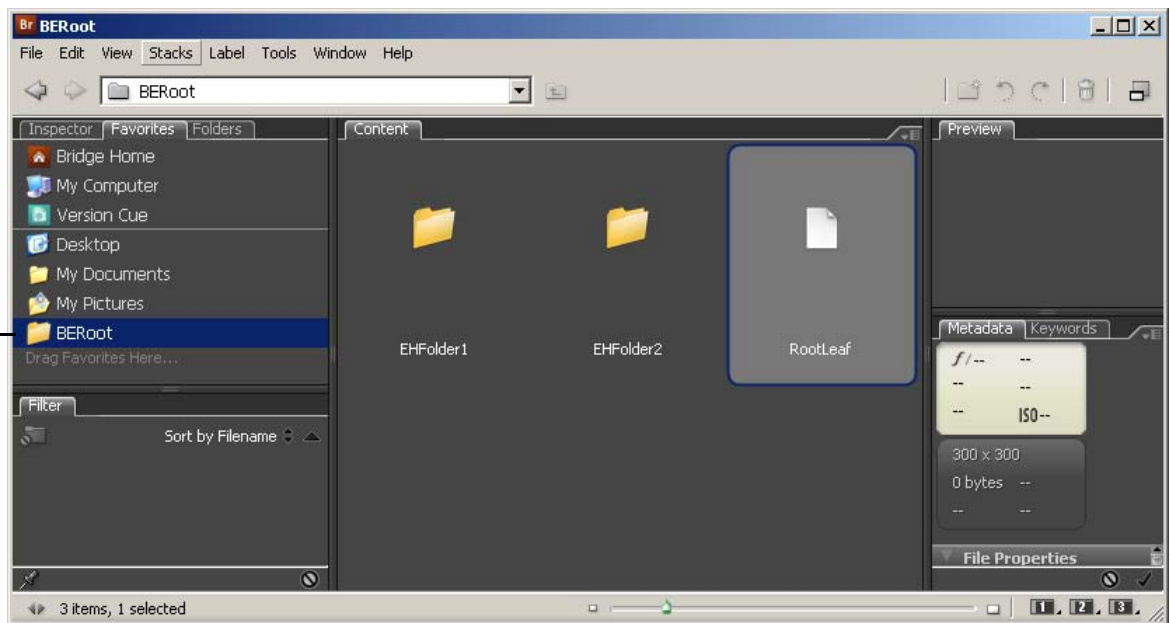 Br BERoot
File Edit View Stacks Label Tools Window Help
BERoot
Inspector Favorites Folders
Bridge Home
My Computer
Version Cue
Desktop
My Documents
My Pictures
BERoot
Drag Favorites Here...
Filter
Sort by Filename
Content
EHFolder1 EHFolder2 RootLeaf
Preview
Metadata Keywords
f/-- --
-- --
-- ISO--
300 x 300
0 bytes --
-- --
File Properties
3 items, 1 selected
1 2 3